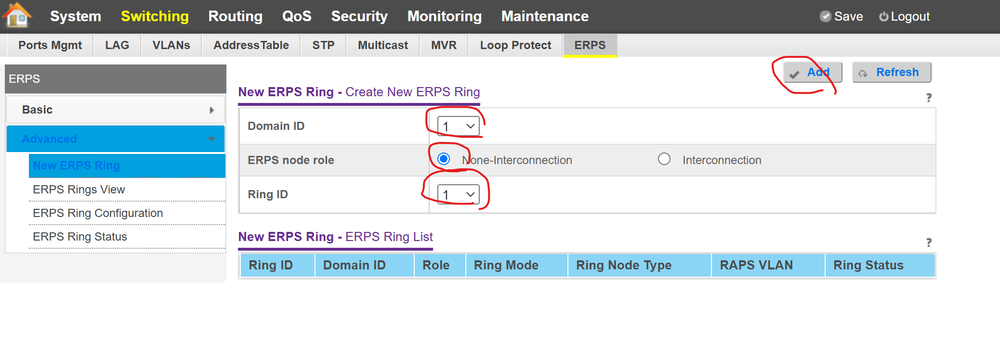 System Switching Routing QoS Security Monitoring Maintenance Save Logout
Ports Mgmt LAG VLANs AddressTable STP Multicast MVR Loop Protect ERPS
ERPS
Basic
Advanced
New ERPS Ring
ERPS Rings View
ERPS Ring Configuration
ERPS Ring Status
Add Refresh
New ERPS Ring - Create New ERPS Ring ?
Domain ID 1
ERPS node role None-Interconnection Interconnection
Ring ID 1
New ERPS Ring - ERPS Ring List ?
Ring ID Domain ID Role Ring Mode Ring Node Type RAPS VLAN Ring Status